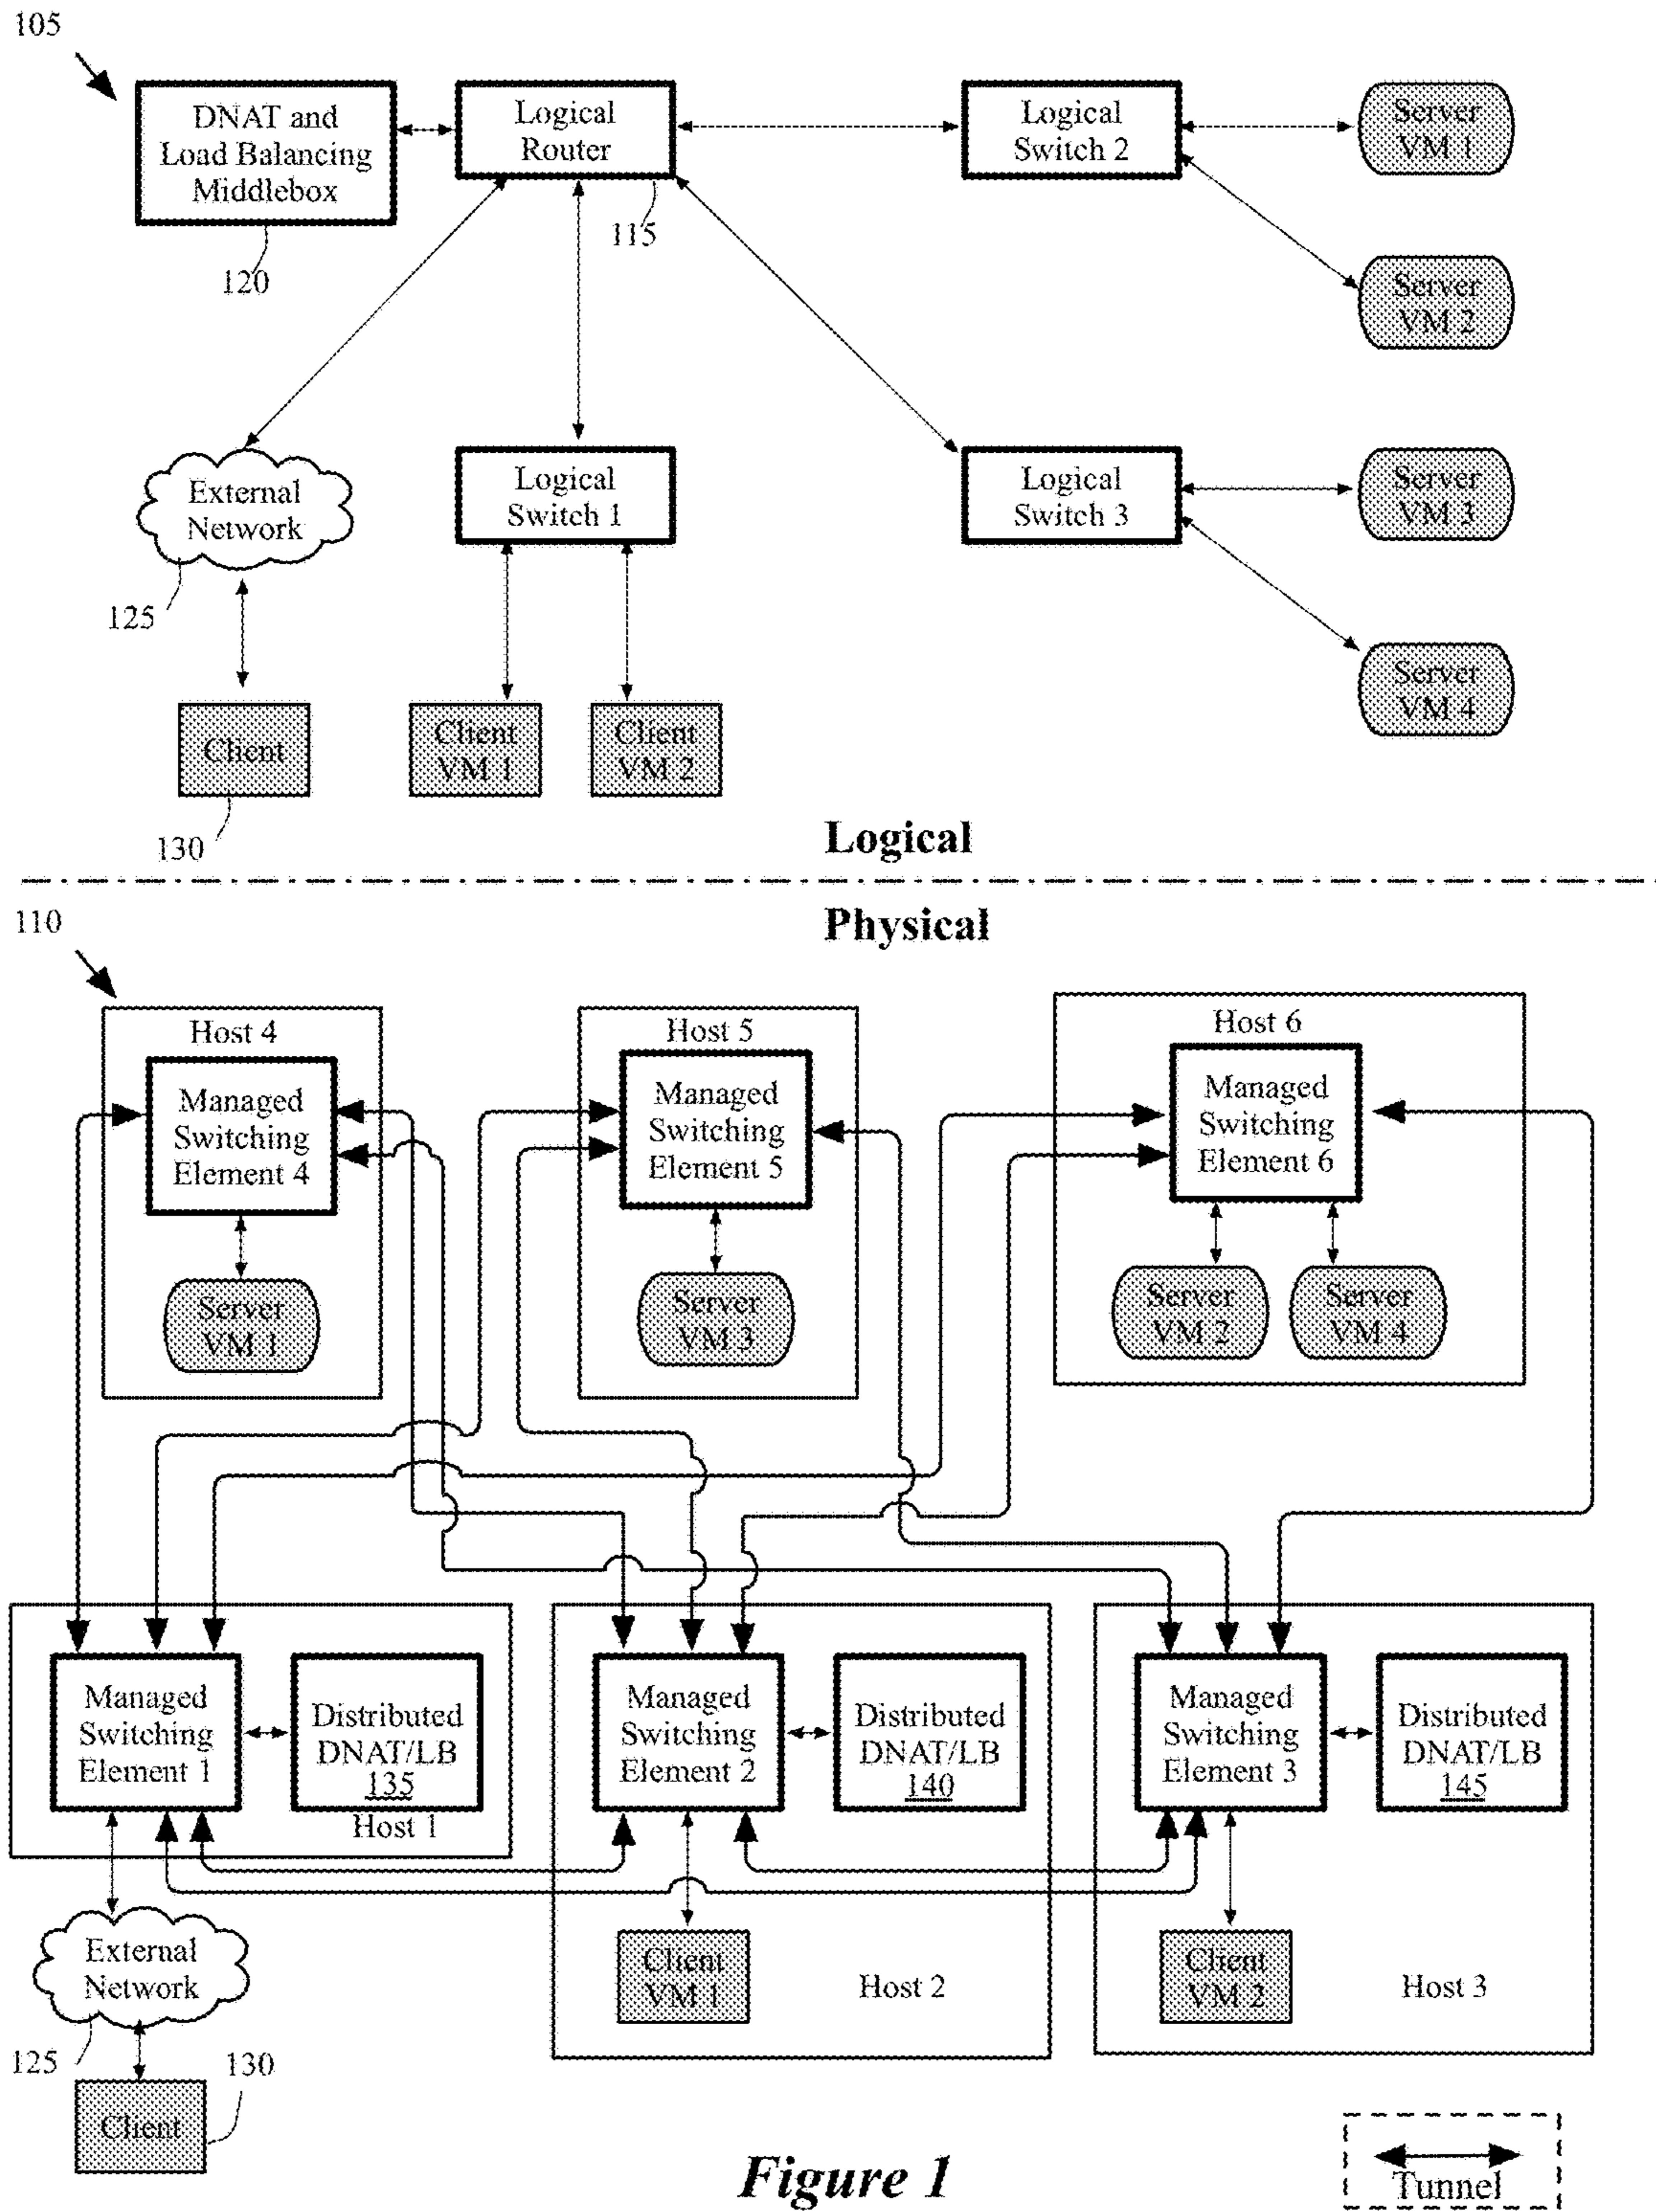 105
DNAT and
Load Balancing
Middlebox
120
Logical
Router
115
Logical
Switch 2
Server
VM 1
Server
VM 2
External
Network
125
Logical
Switch 1
Logical
Switch 3
Server
VM 3
Server
VM 4
Client
130
Client
VM 1
Client
VM 2
Logical
Physical
110
Host 4
Managed
Switching
Element 4
Server
VM 1
Host 5
Managed
Switching
Element 5
Server
VM 3
Host 6
Managed
Switching
Element 6
Server
VM 2
Server
VM 4
Managed
Switching
Element 1
Distributed
DNAT/LB
135
Host 1
Managed
Switching
Element 2
Distributed
DNAT/LB
140
Managed
Switching
Element 3
Distributed
DNAT/LB
145
External
Network
125
Client
130
Client
VM 1
Host 2
Client
VM 2
Host 3
Figure 1
Tunnel